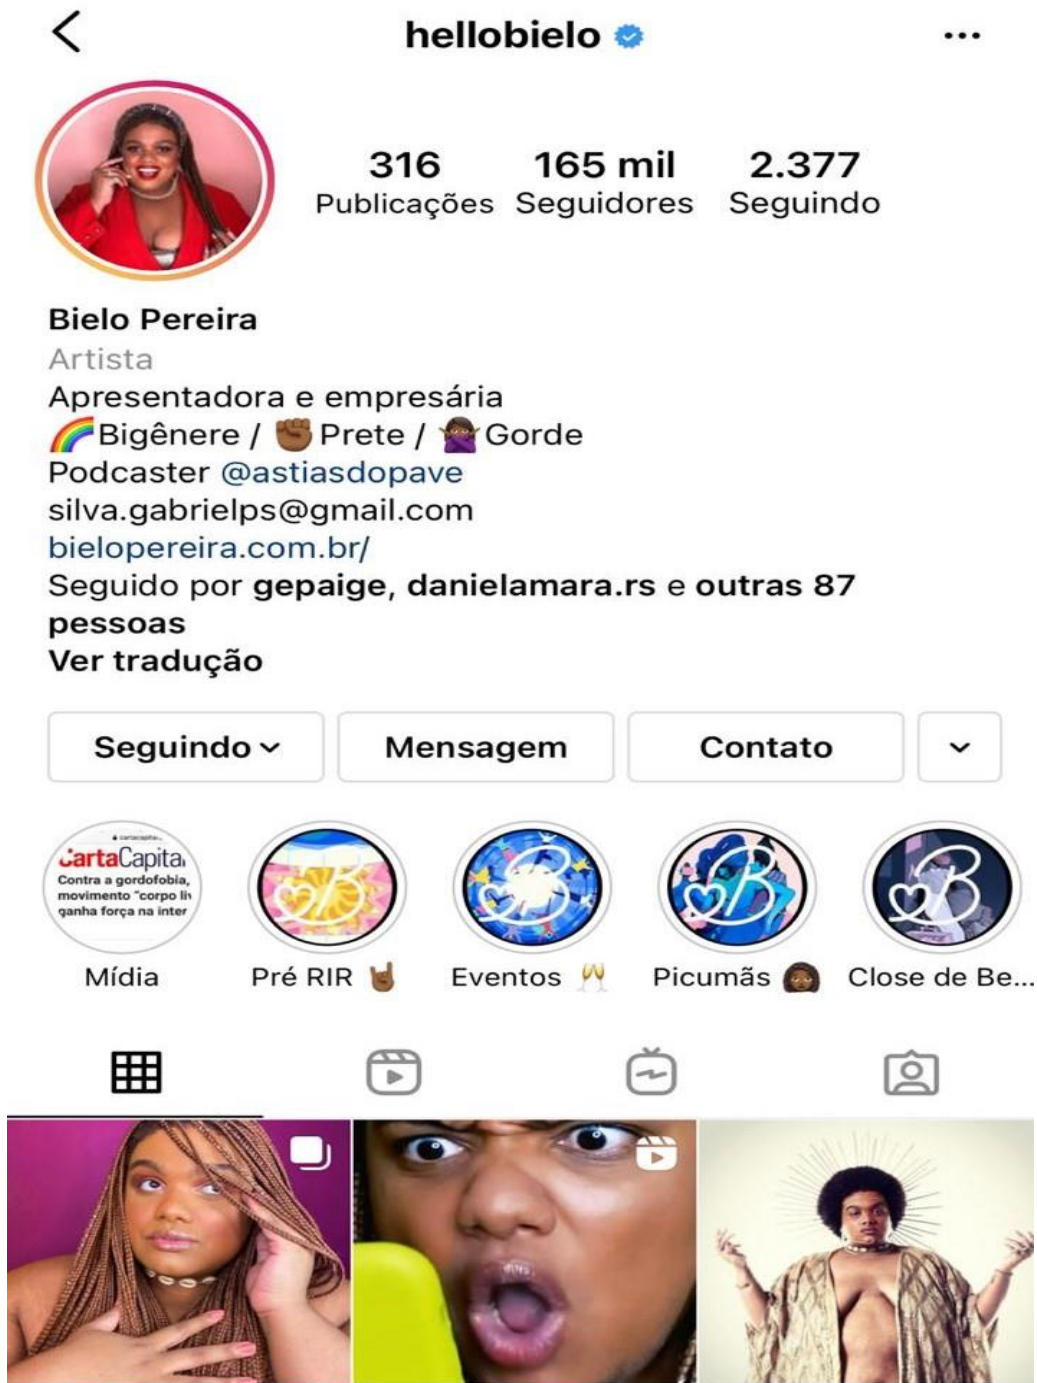 hellobielo
316 165 mil 2.377
Publicações Seguidores Seguindo
Bielo Pereira
Artista
Apresentadora e empresária
🌈Bigênere / ✊🏾Prete / 🙅🏾‍♀️Gorde
Podcaster @astiasdopave
silva.gabrielps@gmail.com
bielopereira.com.br/
Seguido por gepaige, danielamara.rs e outras 87
pessoas
Ver tradução
Seguindo Mensagem Contato
CartaCapital
Contra a gordofobia,
movimento "corpo liv
ganha força na inter
B B B B
Mídia Pré RIR 🤘🏾 Eventos 🥂 Picumãs 👩🏾‍🦱 Close de Be...